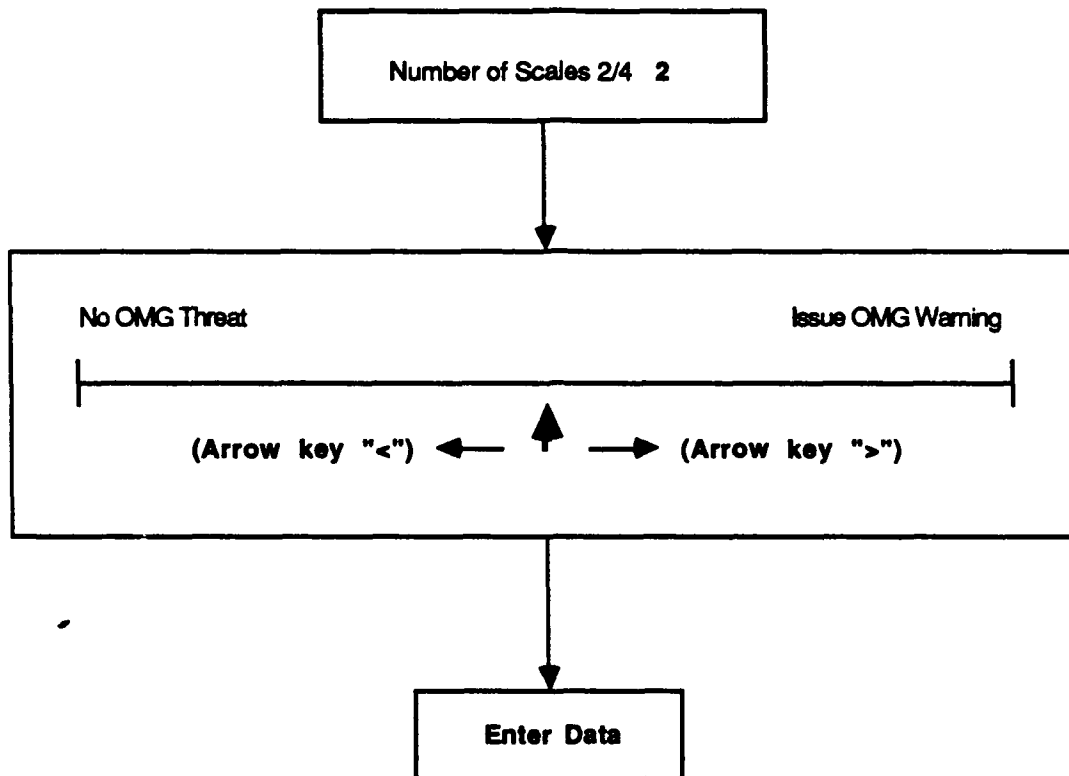 Number of Scales 2/4 2
No OMG Threat Issue OMG Warning
(Arrow key "<") (Arrow key ">")
Enter Data